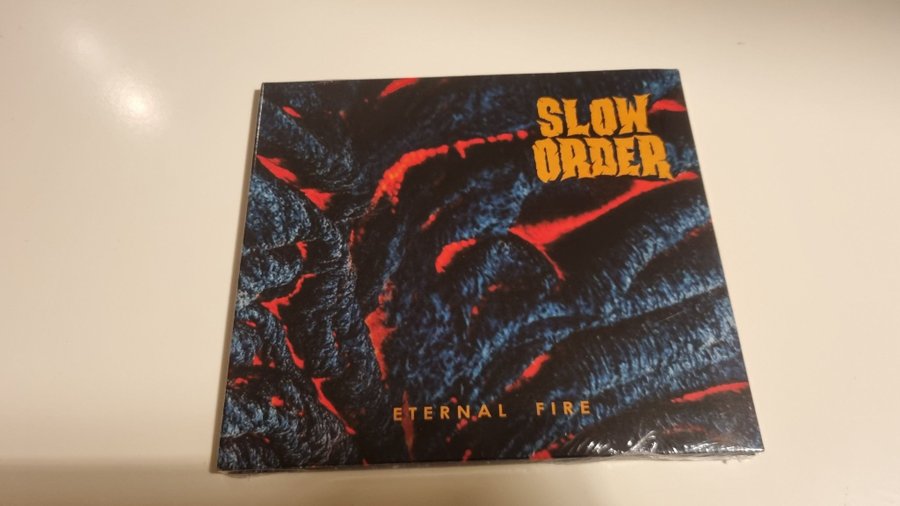 SLOW
ORDER
ETERNAL FIRE